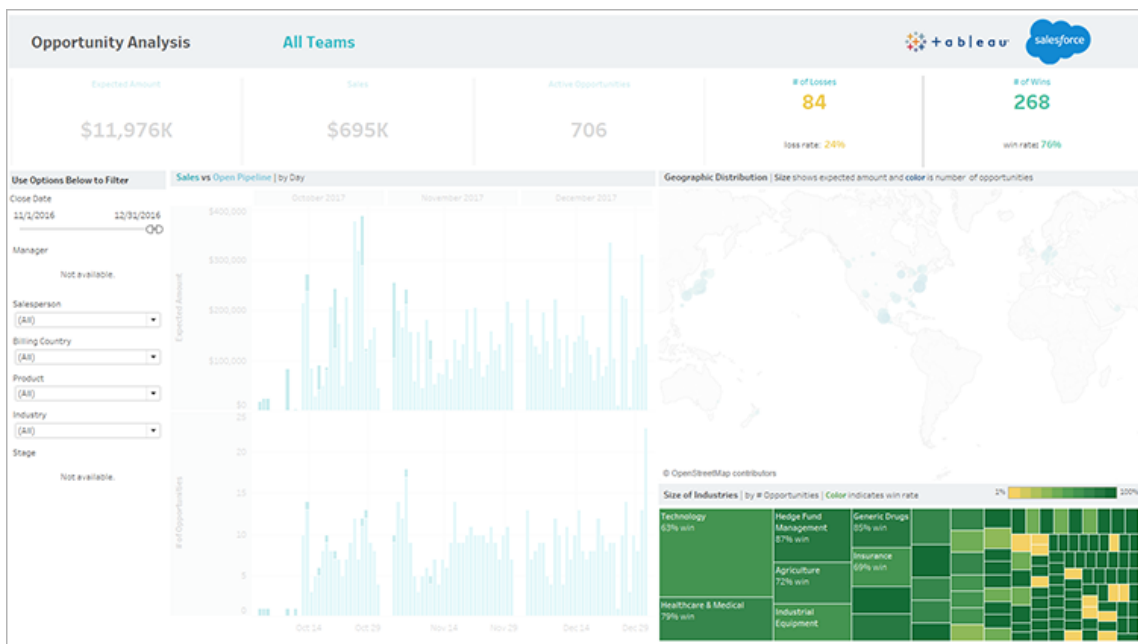 Opportunity Analysis
All Teams
+ a b l e a u
salesforce
Expected Amount
$11,976K
Sales
$695K
Active Opportunities
706
# of Losses
84
loss rate: 24%
# of Wins
268
win rate: 76%
Use Options Below to Filter
Close Date
11/1/2016
12/31/2016
Manager
Not available.
Salesperson
(All)
Billing Country
(All)
Product
(All)
Industry
(All)
Stage
Not available.
Sales vs Open Pipeline | by Day
October 2017
November 2017
December 2017
Expected Amount
$400,000
$300,000
$200,000
$100,000
$0
# of Opportunities
25
20
15
10
5
0
Oct 14
Oct 29
Nov 14
Nov 29
Dec 14
Dec 29
Geographic Distribution | Size shows expected amount and color is number of opportunities
© OpenStreetMap contributors
Size of Industries | by # Opportunities | Color indicates win rate
1%
100%
Technology
63% win
Healthcare & Medical
79% win
Hedge Fund
Management
87% win
Agriculture
72% win
Industrial
Equipment
Generic Drugs
85% win
Insurance
69% win